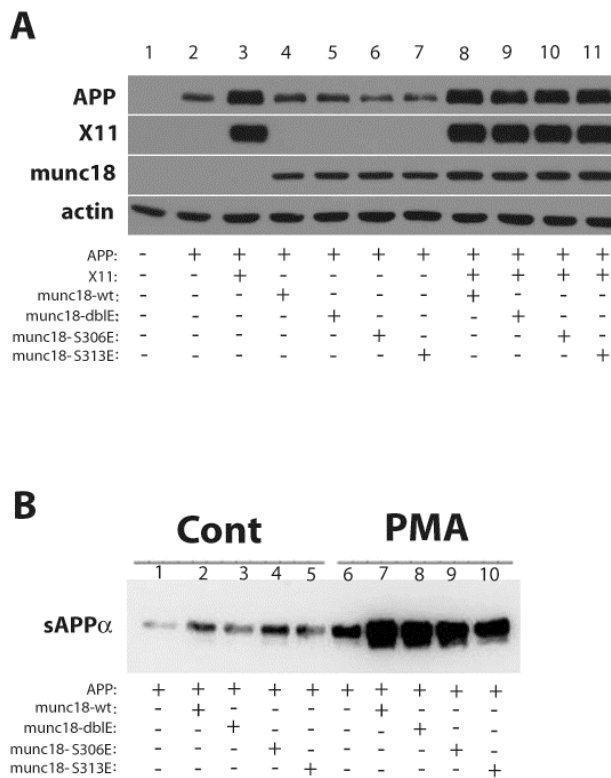 A
1 2 3 4 5 6 7 8 9 10 11
APP
X11
munc18
actin
APP: - + + + + + + + + + +
X11: - - + - - - - + + + +
munc18-wt: - - - + - - - + - - -
munc18-dblE: - - - - + - - - + - -
munc18-S306E: - - - - - + - - - + -
munc18-S313E: - - - - - - + - - - +
B
Cont PMA
1 2 3 4 5 6 7 8 9 10
sAPPα
APP: + + + + + + + + + +
munc18-wt: - + - - - - + - - -
munc18-dblE: - - + - - - - + - -
munc18-S306E: - - - + - - - - + -
munc18-S313E: - - - - + - - - - +